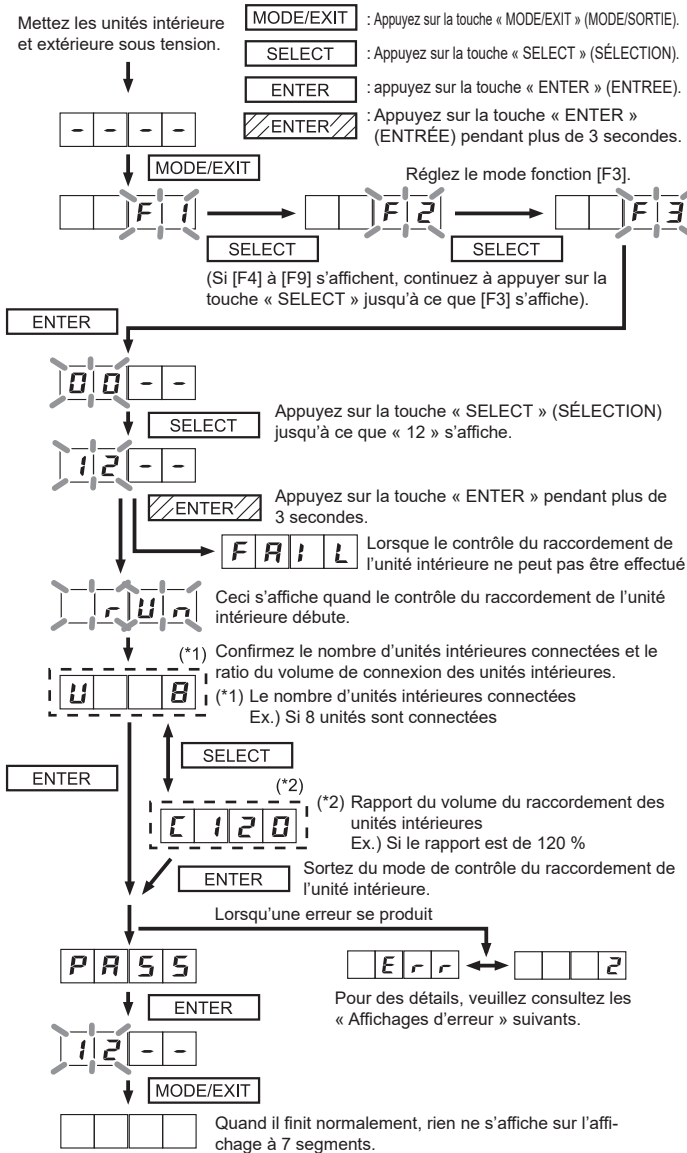 Mettez les unités intérieure
et extérieure sous tension.
MODE/EXIT : Appuyez sur la touche « MODE/EXIT » (MODE/SORTIE).
SELECT : Appuyez sur la touche « SELECT » (SÉLECTION).
ENTER : appuyez sur la touche « ENTER » (ENTREE).
ENTER : Appuyez sur la touche « ENTER »
(ENTRÉE) pendant plus de 3 secondes.
- - - -
MODE/EXIT
Réglez le mode fonction [F3].
F 1 F 2 F 3
SELECT SELECT
(Si [F4] à [F9] s’affichent, continuez à appuyer sur la
touche « SELECT » jusqu’à ce que [F3] s’affiche).
ENTER
0 0 - -
SELECT
Appuyez sur la touche « SELECT » (SÉLECTION)
jusqu’à ce que « 12 » s’affiche.
1 2 - -
ENTER
Appuyez sur la touche « ENTER » pendant plus de
3 secondes.
F A I L
Lorsque le contrôle du raccordement de
l’unité intérieure ne peut pas être effectué
r U n
Ceci s’affiche quand le contrôle du raccordement de l’unité
intérieure débute.
(*1) Confirmez le nombre d’unités intérieures connectées et le
ratio du volume de connexion des unités intérieures.
U 8
(*1) Le nombre d’unités intérieures connectées
Ex.) Si 8 unités sont connectées
ENTER
SELECT
(*2)
C 1 2 0
(*2) Rapport du volume du raccordement des
unités intérieures
Ex.) Si le rapport est de 120 %
ENTER
Sortez du mode de contrôle du raccordement de
l’unité intérieure.
Lorsqu’une erreur se produit
P A S S
E r r 2
Pour des détails, veuillez consultez les
« Affichages d’erreur » suivants.
ENTER
1 2 - -
MODE/EXIT
Quand il finit normalement, rien ne s’affiche sur l’affi-
chage à 7 segments.